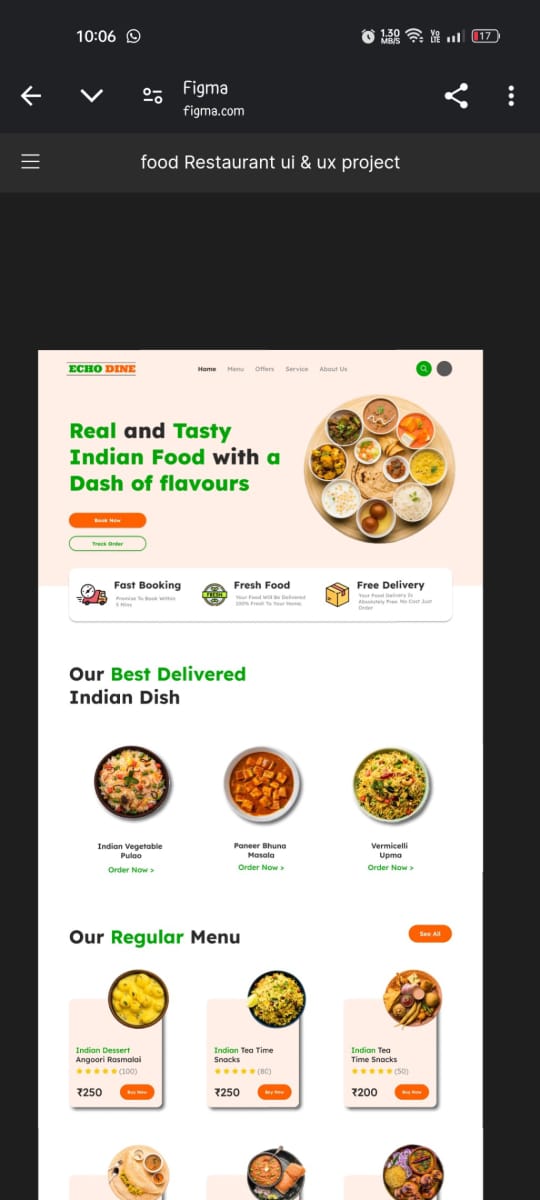 10:06
1.30 MB/S
Vo LTE
17
Figma
figma.com
food Restaurant ui & ux project
ECHO DINE
Home Menu Offers Service About Us
Real and Tasty
Indian Food with a
Dash of flavours
Book Now
Track Order
Fast Booking
Promise To Book Within
5 Mins
FRESH
Fresh Food
Your Food Will Be Delivered
100% Fresh To Your Home.
Free Delivery
Your Food Delivery Is
Absolutely Free. No Cost Just
Order
Our Best Delivered
Indian Dish
Indian Vegetable
Pulao
Order Now >
Paneer Bhuna
Masala
Order Now >
Vermicelli
Upma
Order Now >
Our Regular Menu
See All
Indian Dessert
Angoori Rasmalai
(100)
₹250
Buy Now
Indian Tea Time
Snacks
(80)
₹250
Buy Now
Indian Tea
Time Snacks
(50)
₹200
Buy Now